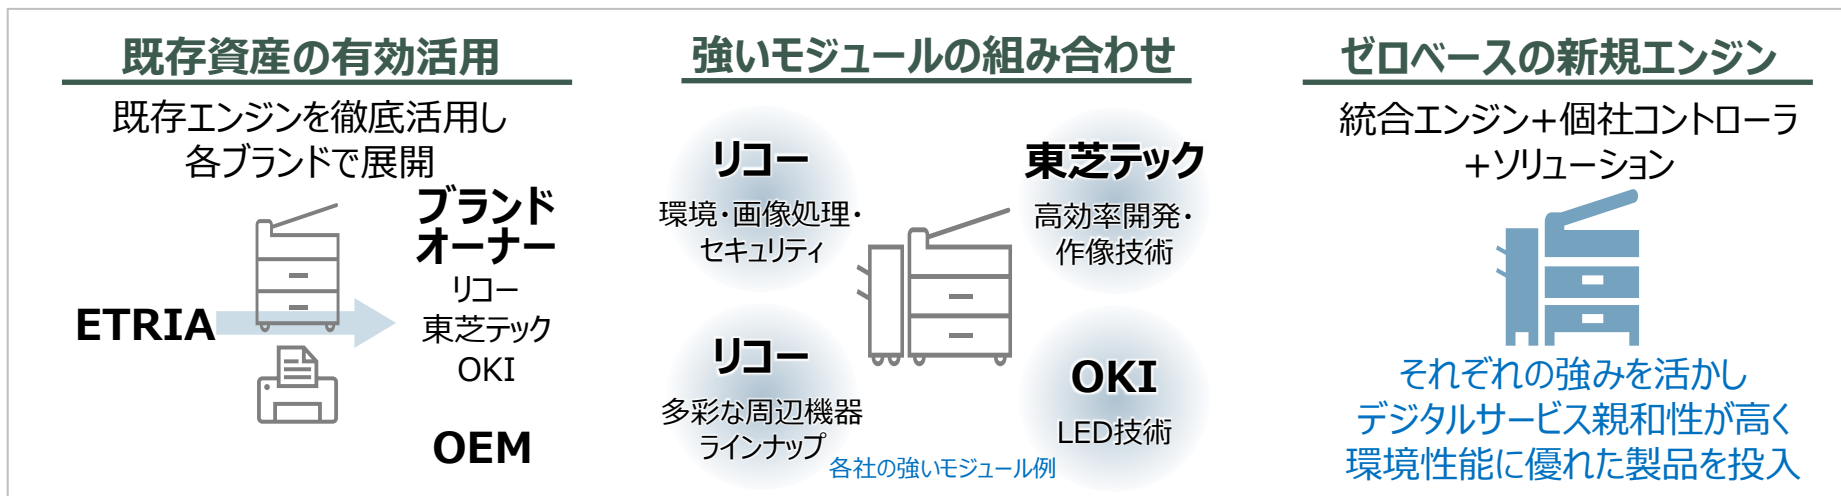 既存資産の有効活用
既存エンジンを徹底活用し
各ブランドで展開
ETRIA
ブランド
オーナー
リコー
東芝テック
OKI
OEM
強いモジュールの組み合わせ
リコー
環境・画像処理・
セキュリティ
東芝テック
高効率開発・
作像技術
リコー
多彩な周辺機器
ラインナップ
OKI
LED技術
各社の強いモジュール例
ゼロベースの新規エンジン
統合エンジン+個社コントローラ
+ソリューション
それぞれの強みを活かし
デジタルサービス親和性が高く
環境性能に優れた製品を投入